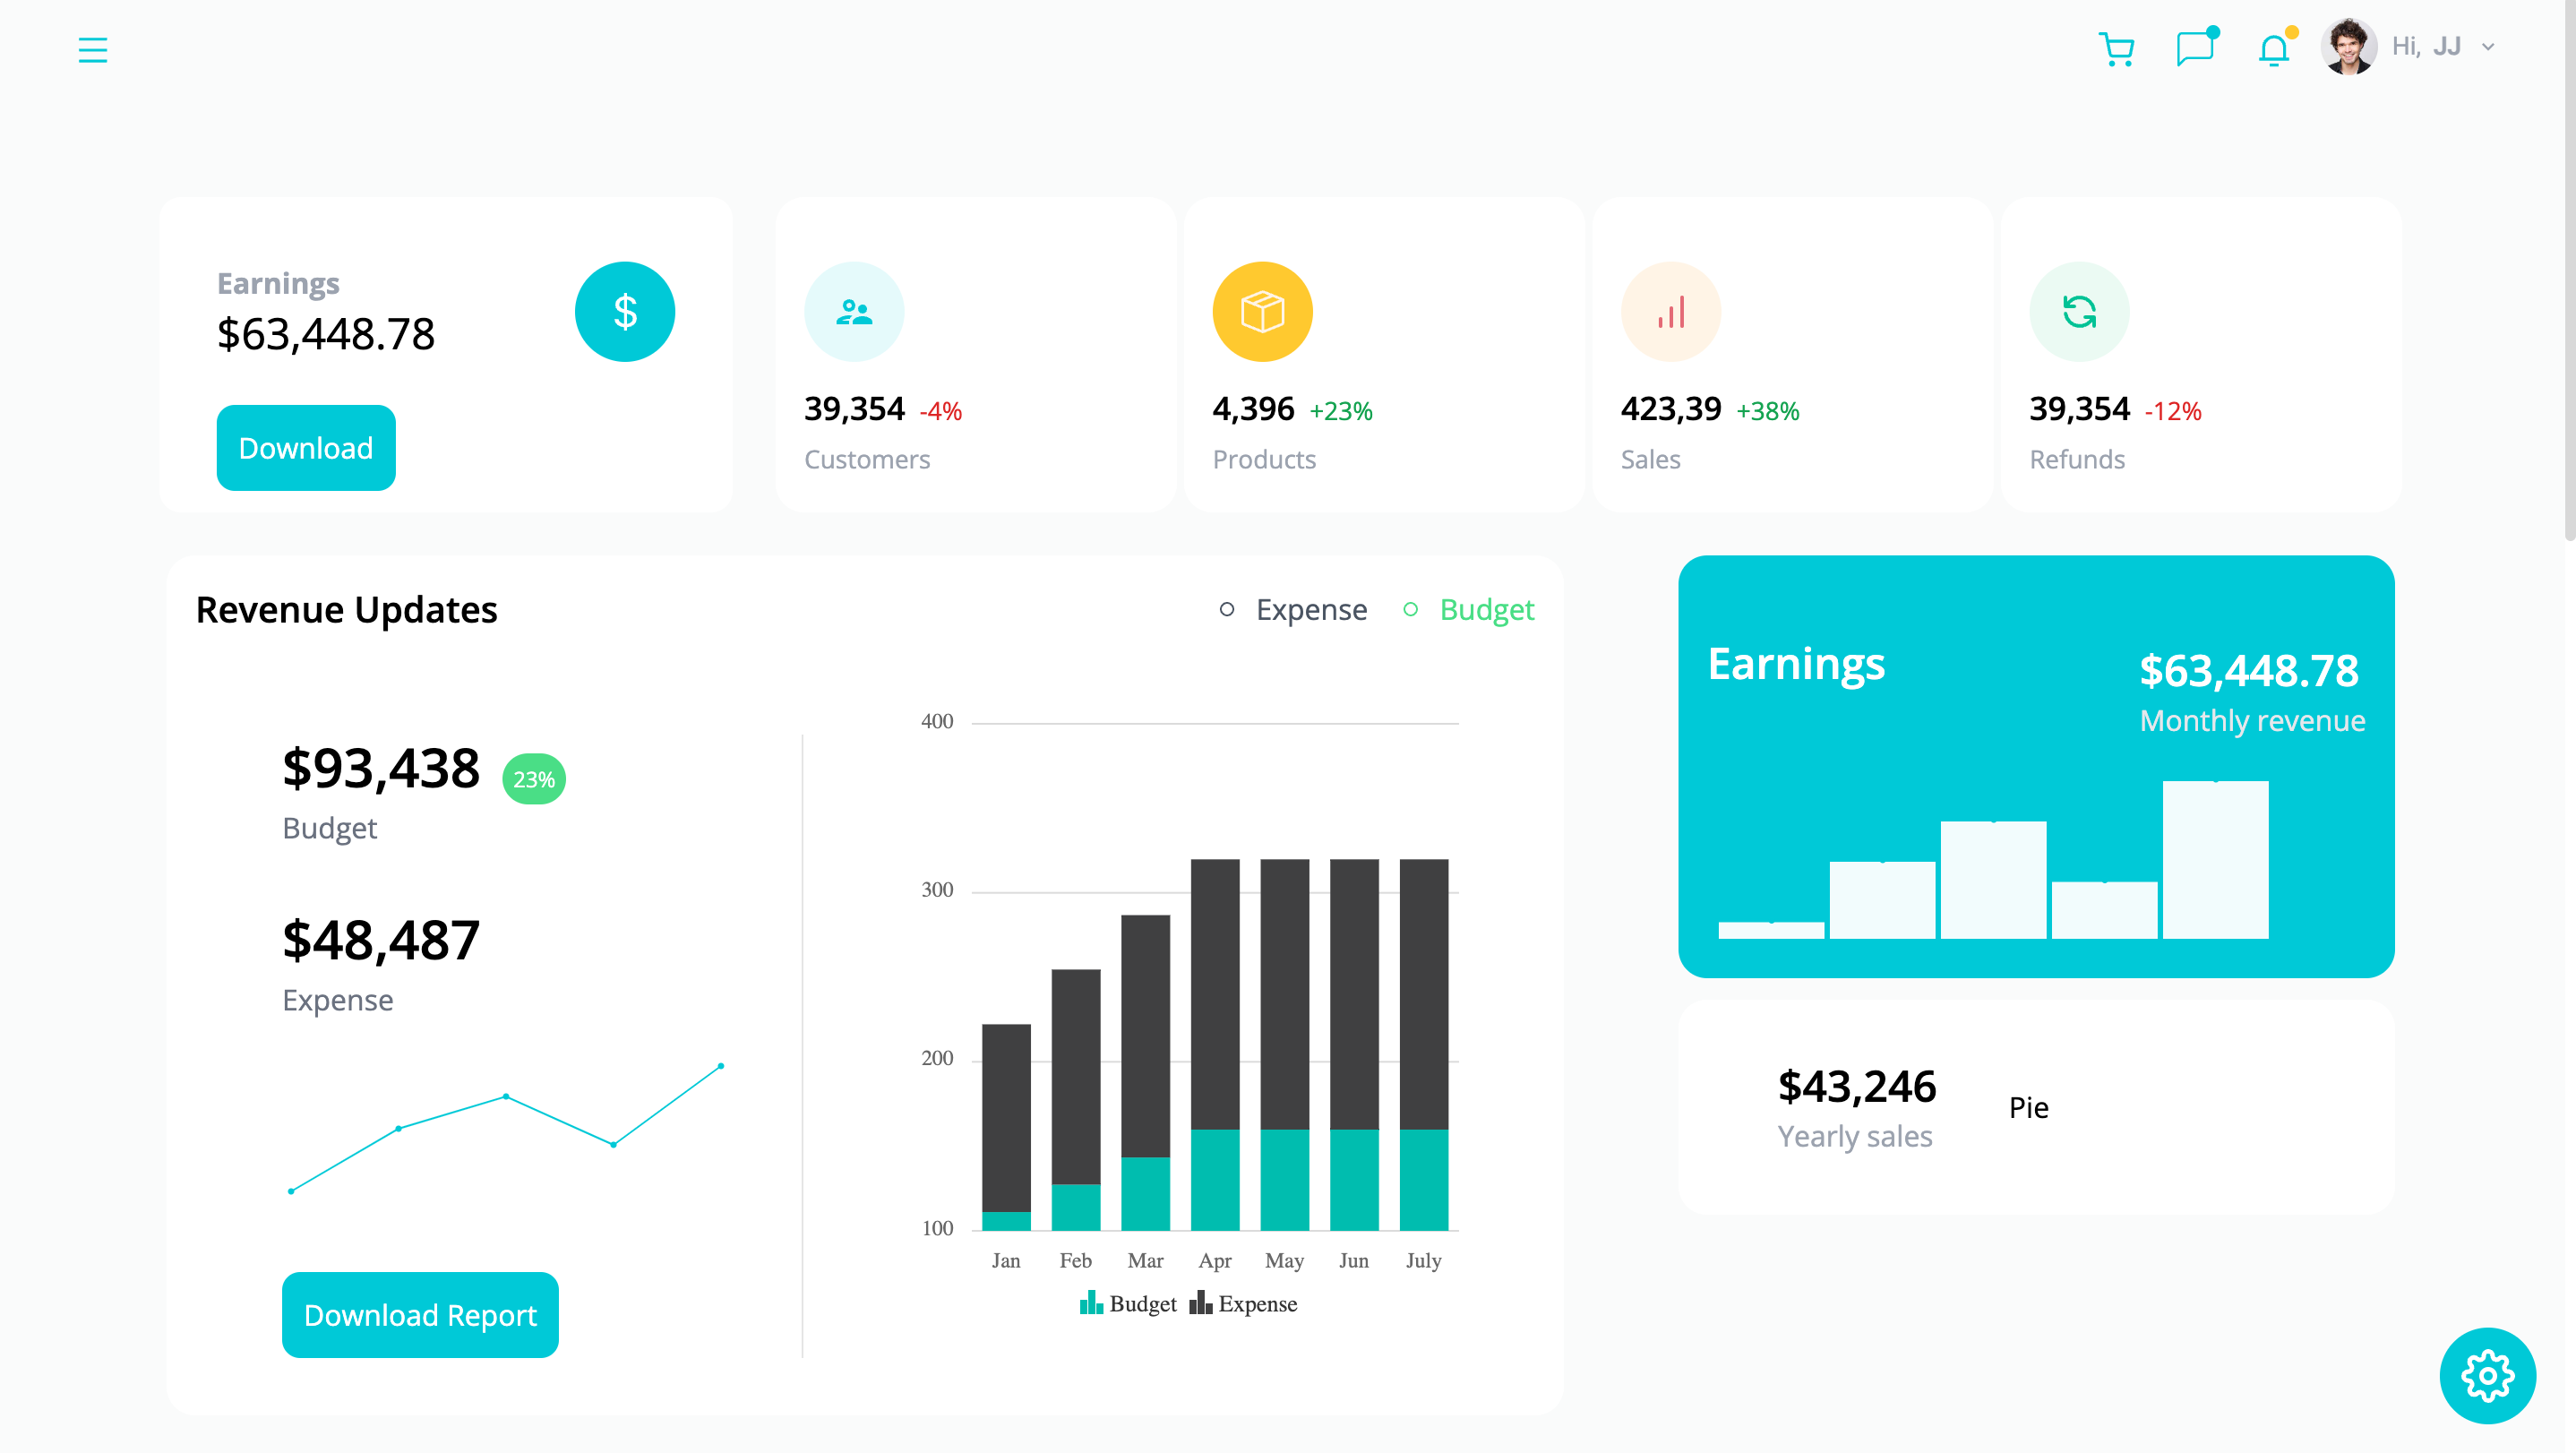 Hi, JJ
Earnings
$63,448.78
$
Download
39,354 -4%
Customers
4,396 +23%
Products
423,39 +38%
Sales
39,354 -12%
Refunds
Revenue Updates
Expense Budget
$93,438 23%
Budget
$48,487
Expense
Download Report
400
300
200
100
Jan Feb Mar Apr May Jun July
Budget Expense
Earnings
$63,448.78
Monthly revenue
$43,246
Yearly sales
Pie